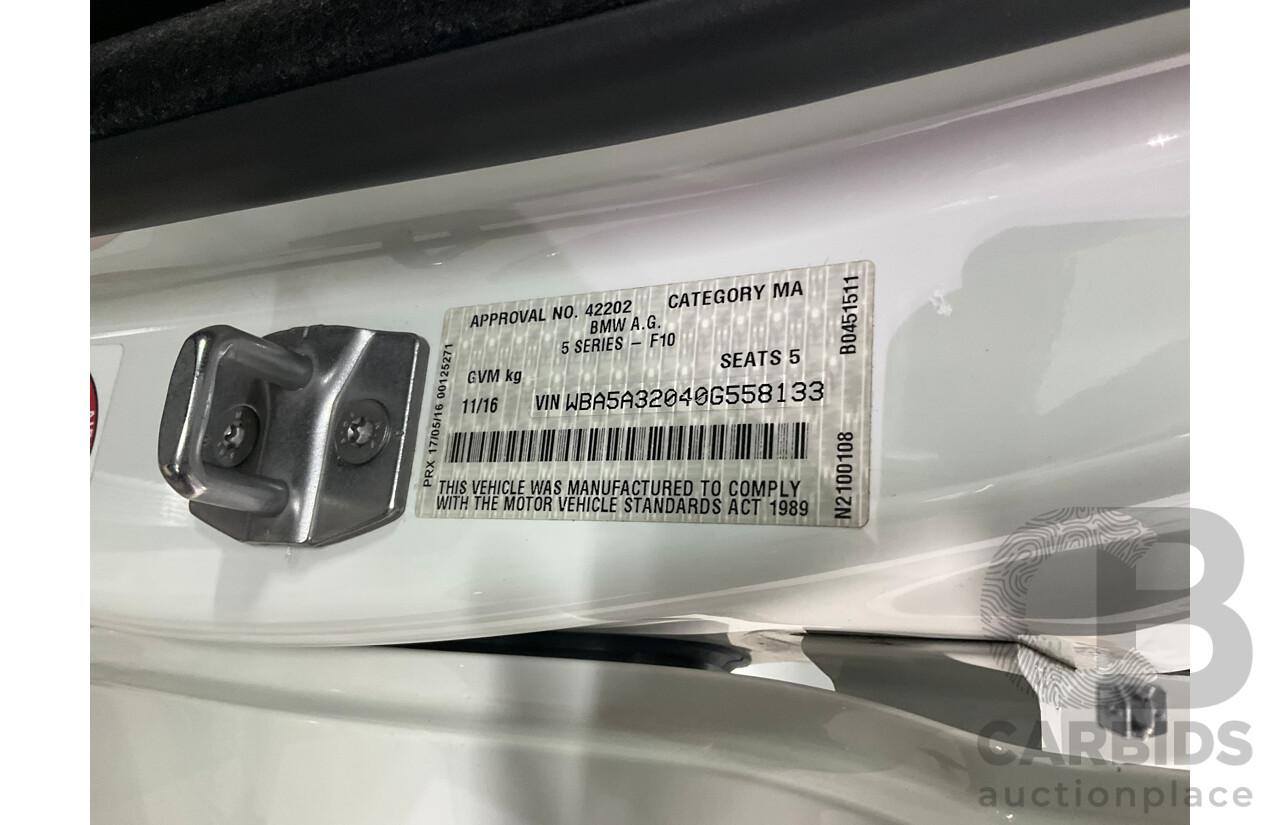 APPROVAL NO. 42202 CATEGORY MA
BMW A.G.
5 SERIES - F10
GVM kg SEATS 5
11/16 VIN WBA5A32040G558133
THIS VEHICLE WAS MANUFACTURED TO COMPLY
WITH THE MOTOR VEHICLE STANDARDS ACT 1989
PRX 17/05/16 00125271
B0451511
N2100108
CB
CARBIDS
auctionplace